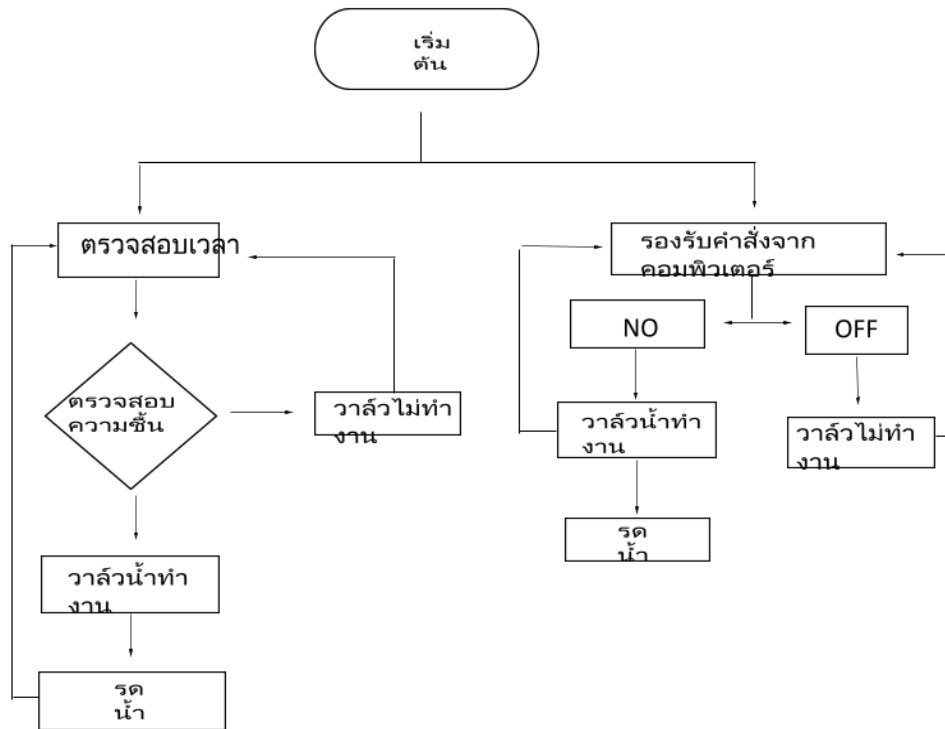 เริ่ม
ต้น
ตรวจสอบเวลา
รองรับคำสั่งจาก
คอมพิวเตอร์
NO
OFF
ตรวจสอบ
ความชื้น
วาล์วไม่ทำ
งาน
วาล์วน้ำทำ
งาน
วาล์วไม่ทำ
งาน
รด
น้ำ
วาล์วน้ำทำ
งาน
รด
น้ำ